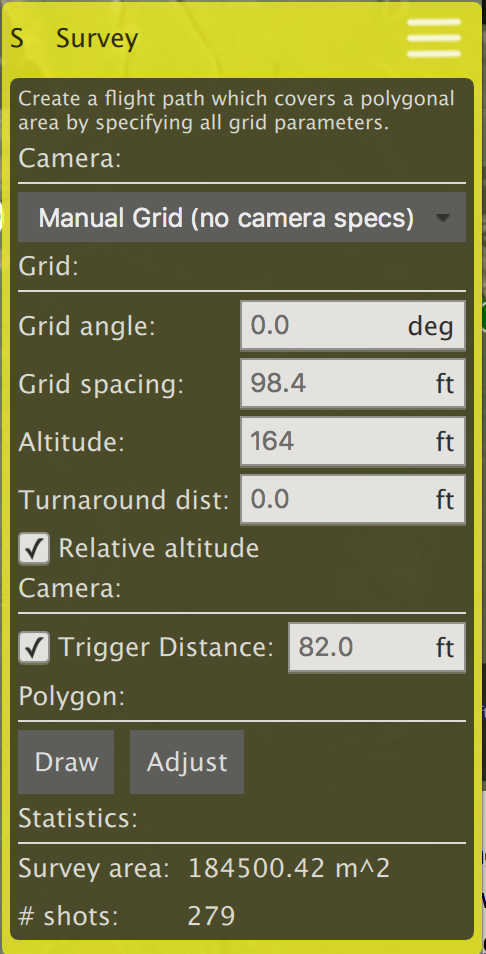 S Survey
Create a flight path which covers a polygonal
area by specifying all grid parameters.
Camera:
Manual Grid (no camera specs)
Grid:
Grid angle: 0.0 deg
Grid spacing: 98.4 ft
Altitude: 164 ft
Turnaround dist: 0.0 ft
Relative altitude
Camera:
Trigger Distance: 82.0 ft
Polygon:
Draw Adjust
Statistics:
Survey area: 184500.42 m^2
# shots: 279